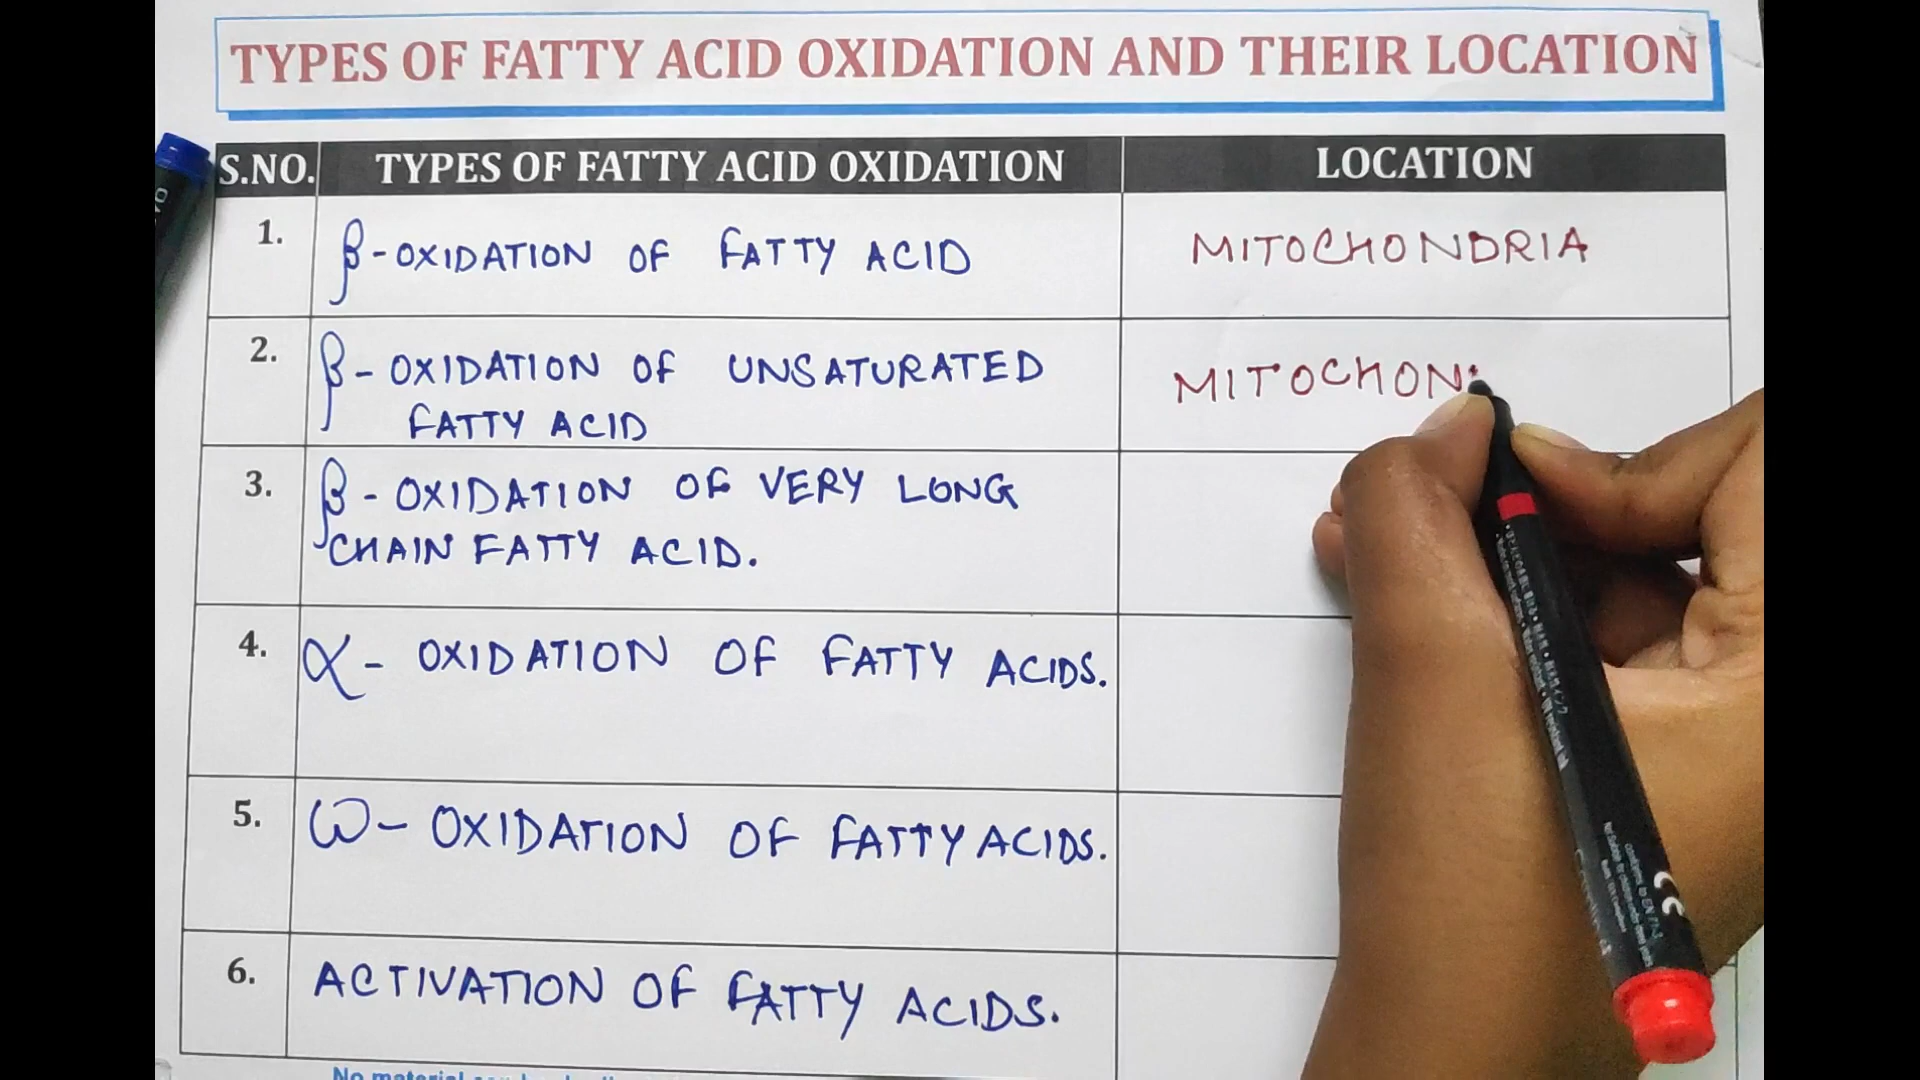 TYPES OF FATTY ACID OXIDATION AND THEIR LOCATION
S.NO. TYPES OF FATTY ACID OXIDATION LOCATION
1. β-OXIDATION OF FATTY ACID MITOCHONDRIA
2. β-OXIDATION OF UNSATURATED MITOCHON
FATTY ACID
3. β-OXIDATION OF VERY LONG
CHAIN FATTY ACID.
4. α-OXIDATION OF FATTY ACIDS.
5. ω-OXIDATION OF FATTY ACIDS.
6. ACTIVATION OF FATTY ACIDS.
No material
CE